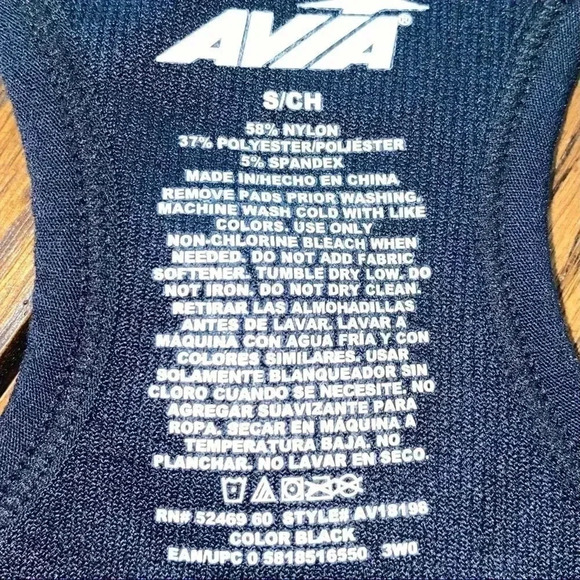 AVIA®
S/CH
58% NYLON
37% POLYESTER/POLIÉSTER
5% SPANDEX
MADE IN/HECHO EN CHINA
REMOVE PADS PRIOR WASHING,
MACHINE WASH COLD WITH LIKE
COLORS. USE ONLY
NON-CHLORINE BLEACH WHEN
NEEDED. DO NOT ADD FABRIC
SOFTENER. TUMBLE DRY LOW. DO
NOT IRON. DO NOT DRY CLEAN.
RETIRAR LAS ALMOHADILLAS
ANTES DE LAVAR. LAVAR A
MÁQUINA CON AGUA FRÍA Y CON
COLORES SIMILARES. USAR
SOLAMENTE BLANQUEADOR SIN
CLORO CUANDO SE NECESITE, NO
AGREGAR SUAVIZANTE PARA
ROPA. SECAR EN MÁQUINA A
TEMPERATURA BAJA. NO
PLANCHAR. NO LAVAR EN SECO.
RN# 52469 60 STYLE# AV18198
COLOR BLACK
EAN/UPC 0 5818516550 3W0